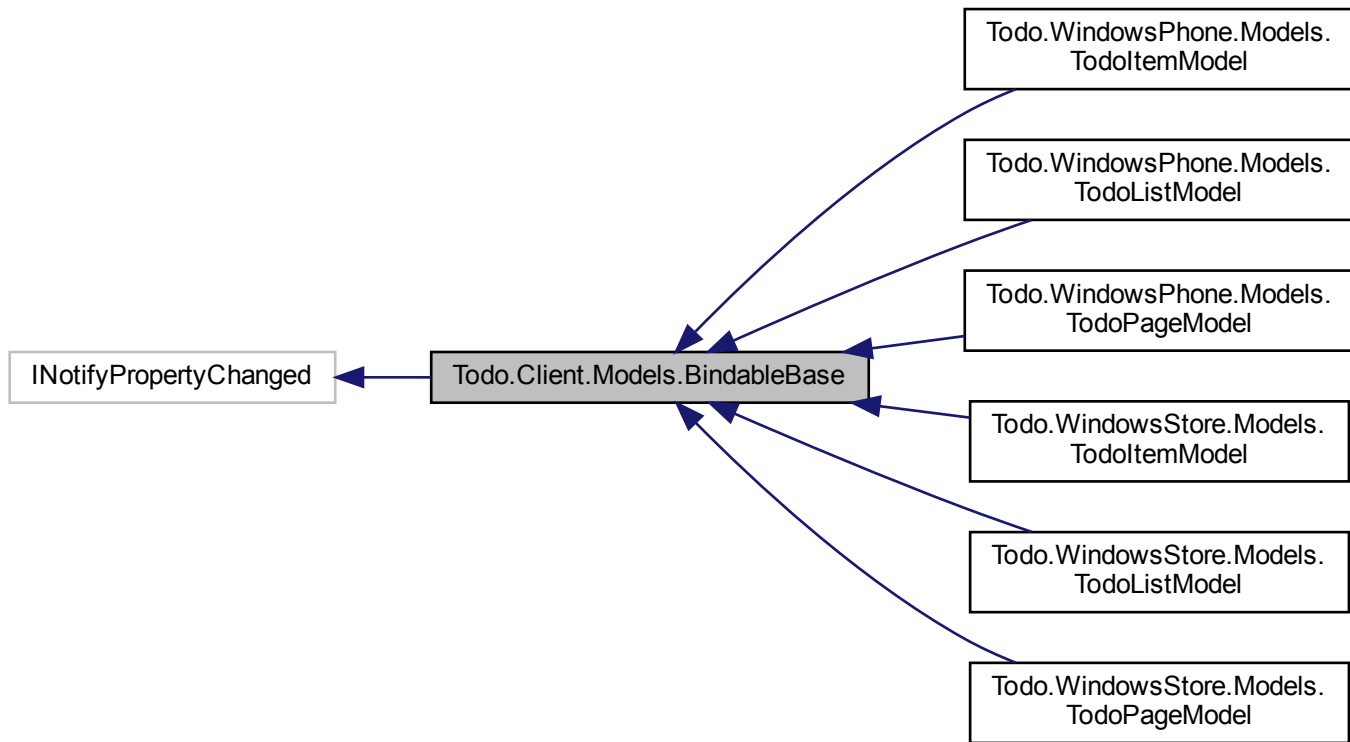 Todo.WindowsPhone.Models.
TodoItemModel
Todo.WindowsPhone.Models.
TodoListModel
Todo.WindowsPhone.Models.
TodoPageModel
INotifyPropertyChanged
Todo.Client.Models.BindableBase
Todo.WindowsStore.Models.
TodoItemModel
Todo.WindowsStore.Models.
TodoListModel
Todo.WindowsStore.Models.
TodoPageModel